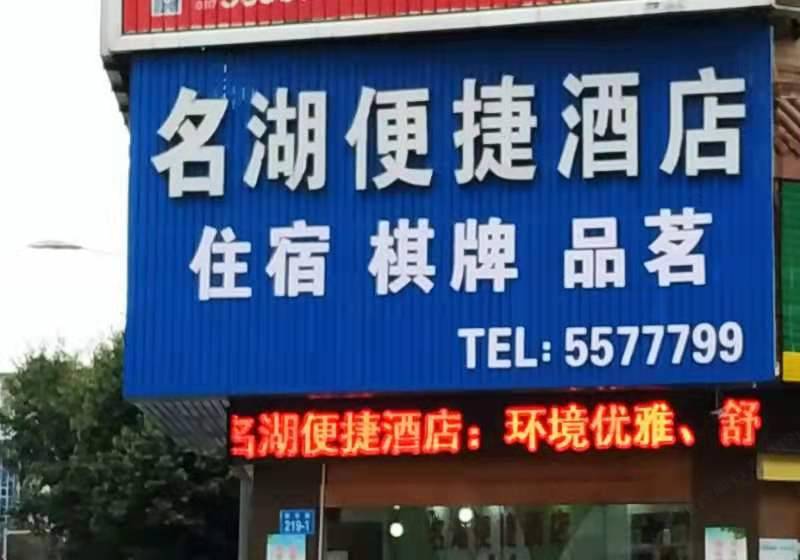 名湖便捷酒店
住宿 棋牌 品茗
TEL:5577799
名湖便捷酒店：环境优雅、舒
219-1